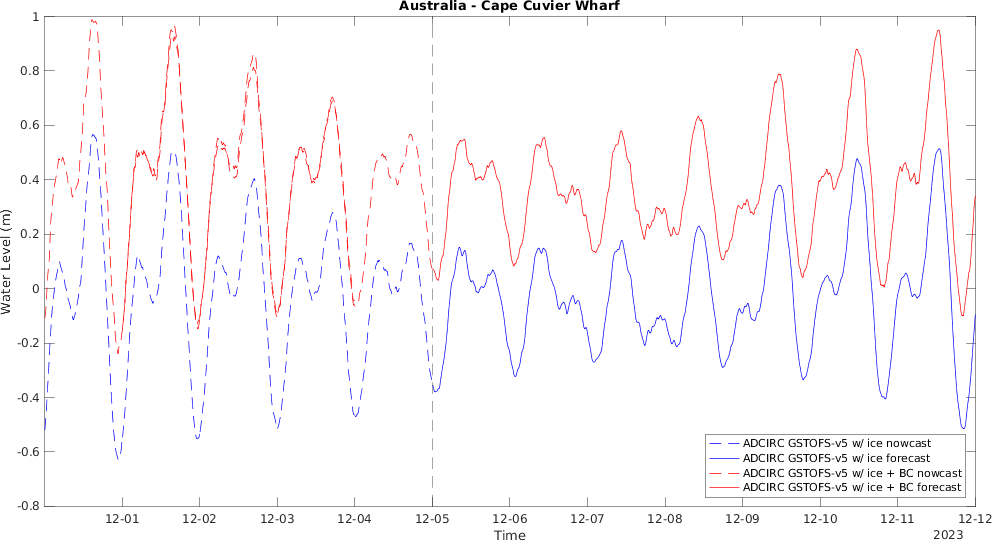 Australia - Cape Cuvier Wharf
1
0.8
0.6
0.4
0.2
0
-0.2
-0.4
-0.6
-0.8
Water Level (m)
ADCIRC GSTOFS-v5 w/ ice nowcast
ADCIRC GSTOFS-v5 w/ ice forecast
ADCIRC GSTOFS-v5 w/ ice + BC nowcast
ADCIRC GSTOFS-v5 w/ ice + BC forecast
12-01 12-02 12-03 12-04 12-05 12-06 12-07 12-08 12-09 12-10 12-11 12-12
Time
2023